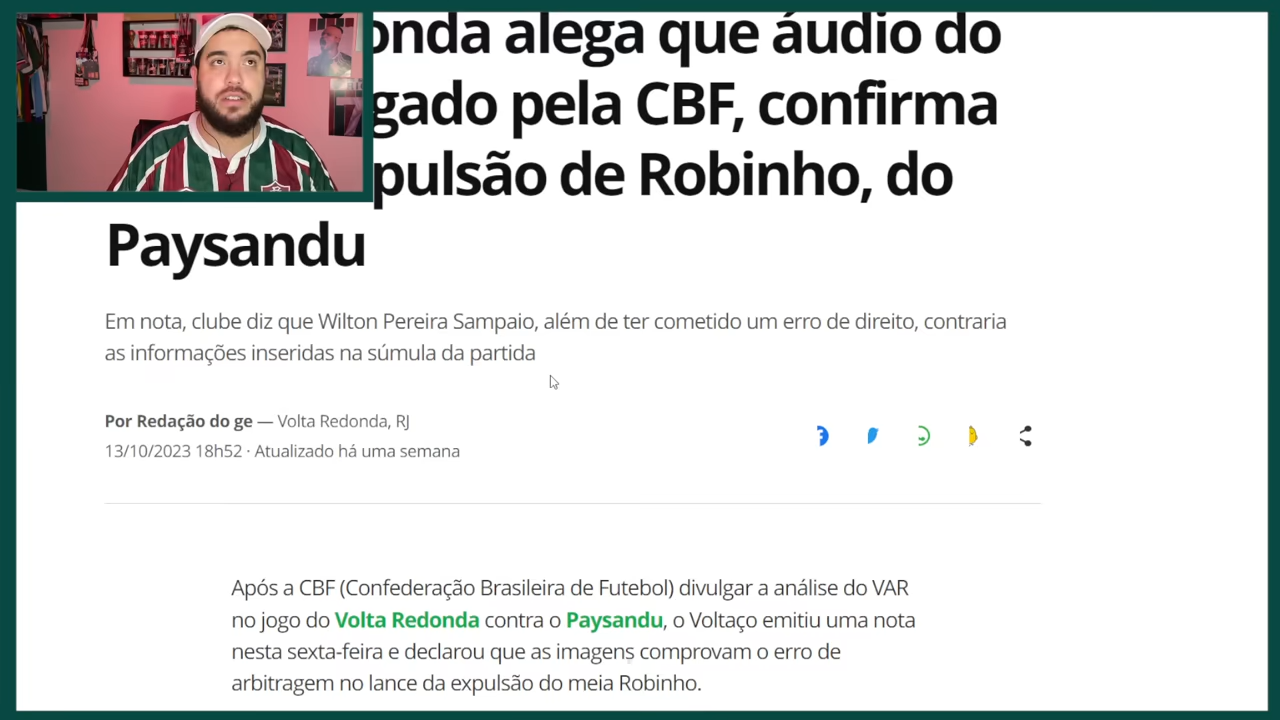 onda alega que áudio do
gado pela CBF, confirma
pulsão de Robinho, do
Paysandu
Em nota, clube diz que Wilton Pereira Sampaio, além de ter cometido um erro de direito, contraria
as informações inseridas na súmula da partida
Por Redação do ge — Volta Redonda, RJ
13/10/2023 18h52 · Atualizado há uma semana
Após a CBF (Confederação Brasileira de Futebol) divulgar a análise do VAR
no jogo do Volta Redonda contra o Paysandu, o Voltaço emitiu uma nota
nesta sexta-feira e declarou que as imagens comprovam o erro de
arbitragem no lance da expulsão do meia Robinho.